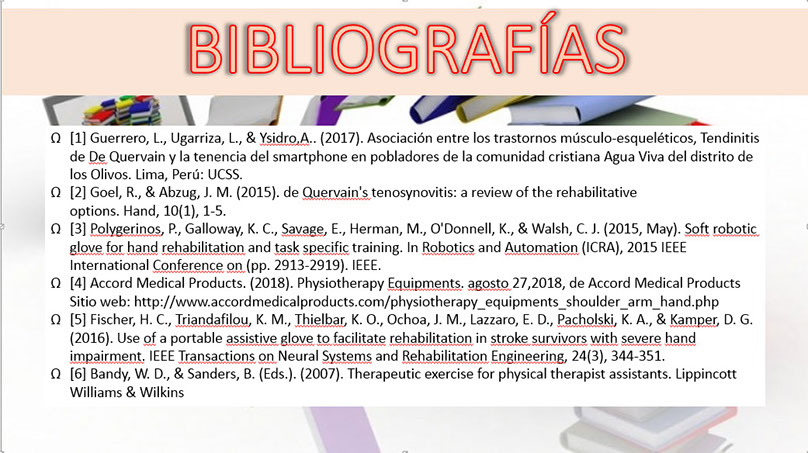 BIBLIOGRAFÍAS
Ω [1] Guerrero, L., Ugarriza, L., & Ysidro,A.. (2017). Asociación entre los trastornos músculo-esqueléticos, Tendinitis
de De Quervain y la tenencia del smartphone en pobladores de la comunidad cristiana Agua Viva del distrito de
los Olivos. Lima, Perú: UCSS.
Ω [2] Goel, R., & Abzug, J. M. (2015). de Quervain's tenosynovitis: a review of the rehabilitative
options. Hand, 10(1), 1-5.
Ω [3] Polygerinos, P., Galloway, K. C., Savage, E., Herman, M., O'Donnell, K., & Walsh, C. J. (2015, May). Soft robotic
glove for hand rehabilitation and task specific training. In Robotics and Automation (ICRA), 2015 IEEE
International Conference on (pp. 2913-2919). IEEE.
Ω [4] Accord Medical Products. (2018). Physiotherapy Equipments. agosto 27,2018, de Accord Medical Products
Sitio web: http://www.accordmedicalproducts.com/physiotherapy_equipments_shoulder_arm_hand.php
Ω [5] Fischer, H. C., Triandafilou, K. M., Thielbar, K. O., Ochoa, J. M., Lazzaro, E. D., Pacholski, K. A., & Kamper, D. G.
(2016). Use of a portable assistive glove to facilitate rehabilitation in stroke survivors with severe hand
impairment. IEEE Transactions on Neural Systems and Rehabilitation Engineering, 24(3), 344-351.
Ω [6] Bandy, W. D., & Sanders, B. (Eds.). (2007). Therapeutic exercise for physical therapist assistants. Lippincott
Williams & Wilkins